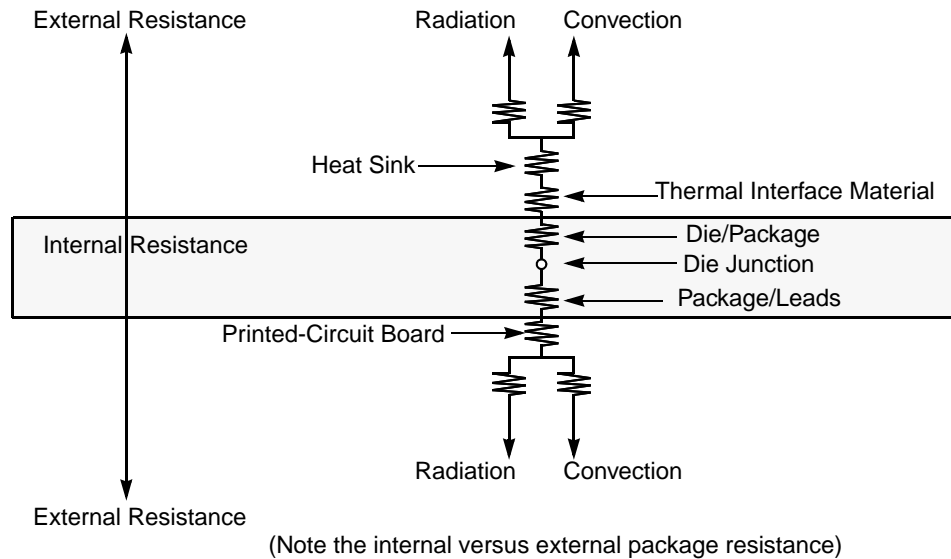 External Resistance
Radiation
Convection
Heat Sink
Thermal Interface Material
Internal Resistance
Die/Package
Die Junction
Package/Leads
Printed-Circuit Board
Radiation
Convection
External Resistance
(Note the internal versus external package resistance)